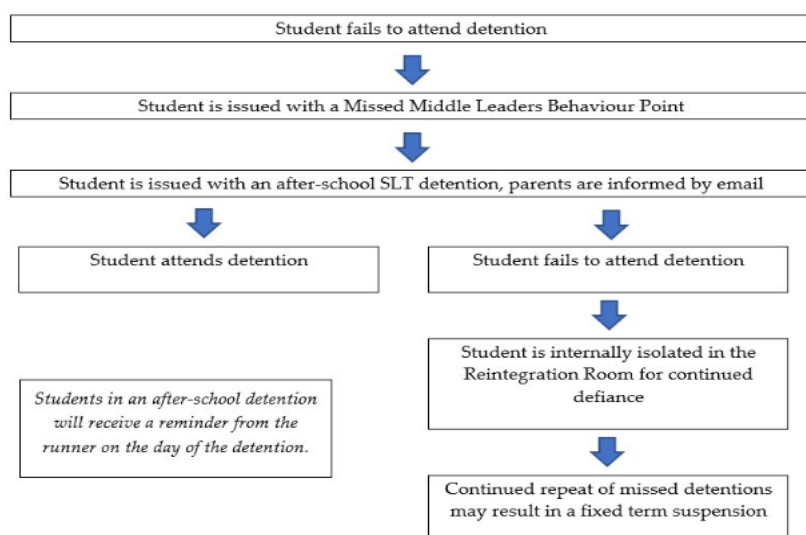 Student fails to attend detention
Student is issued with a Missed Middle Leaders Behaviour Point
Student is issued with an after-school SLT detention, parents are informed by email
Student attends detention
Student fails to attend detention
Student is internally isolated in the
Reintegration Room for continued
defiance
Students in an after-school detention
will receive a reminder from the
runner on the day of the detention.
Continued repeat of missed detentions
may result in a fixed term suspension